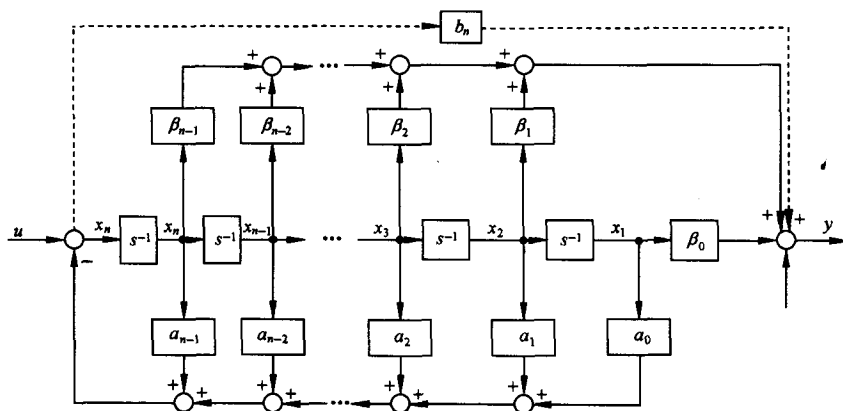 b_n
+ + + +
+ + +
β_{n-1} β_{n-2} β_2 β_1
+ +
u x_n s^{-1} x_n s^{-1} x_{n-1} ··· x_3 s^{-1} x_2 s^{-1} x_1 β_0 + y
−
a_{n-1} a_{n-2} a_2 a_1 a_0
+ + + +
+ + + +